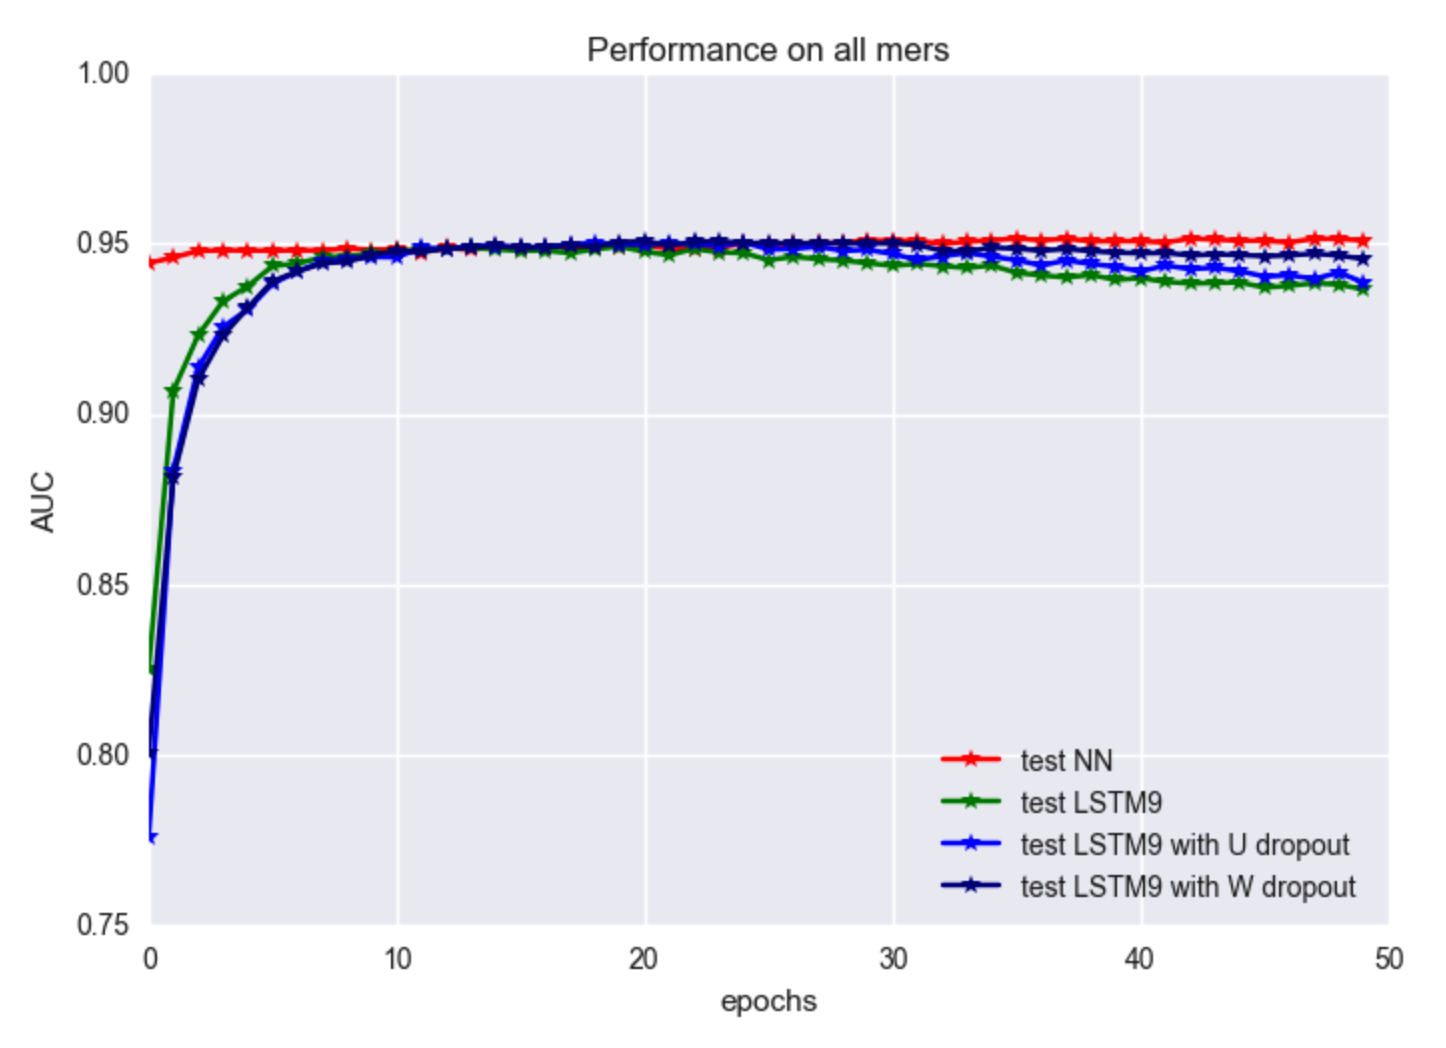 Performance on all mers
1.00
0.95
0.90
0.85
0.80
0.75
AUC
0 10 20 30 40 50
epochs
test NN
test LSTM9
test LSTM9 with U dropout
test LSTM9 with W dropout